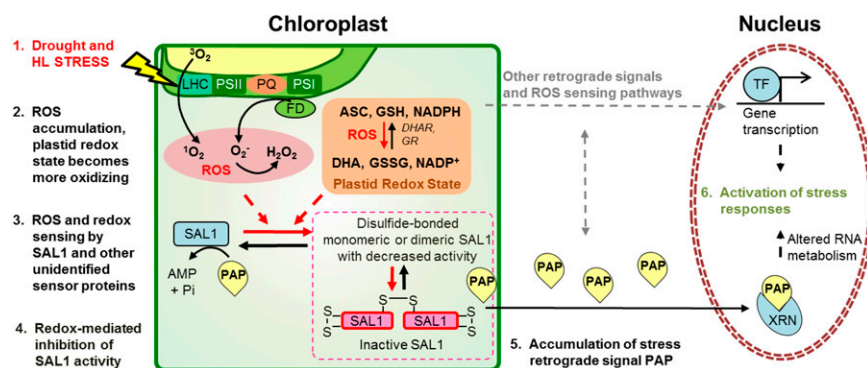 Chloroplast
Nucleus
1. Drought and
HL STRESS
³O₂
LHC
PSII
PQ
PSI
FD
2. ROS
accumulation,
plastid redox
state becomes
more oxidizing
¹O₂
O₂⁻
H₂O₂
ROS
ASC, GSH, NADPH
ROS
DHAR,
GR
DHA, GSSG, NADP⁺
Plastid Redox State
Other retrograde signals
and ROS sensing pathways
TF
Gene
transcription
6. Activation of stress
responses
Altered RNA
metabolism
PAP
XRN
3. ROS and redox
sensing by
SAL1 and other
unidentified
sensor proteins
SAL1
AMP
+ Pi
PAP
Disulfide-bonded
monomeric or dimeric SAL1
with decreased activity
S
S
S
S
S
S
SAL1
SAL1
Inactive SAL1
PAP
PAP
PAP
PAP
4. Redox-mediated
inhibition of
SAL1 activity
5. Accumulation of stress
retrograde signal PAP